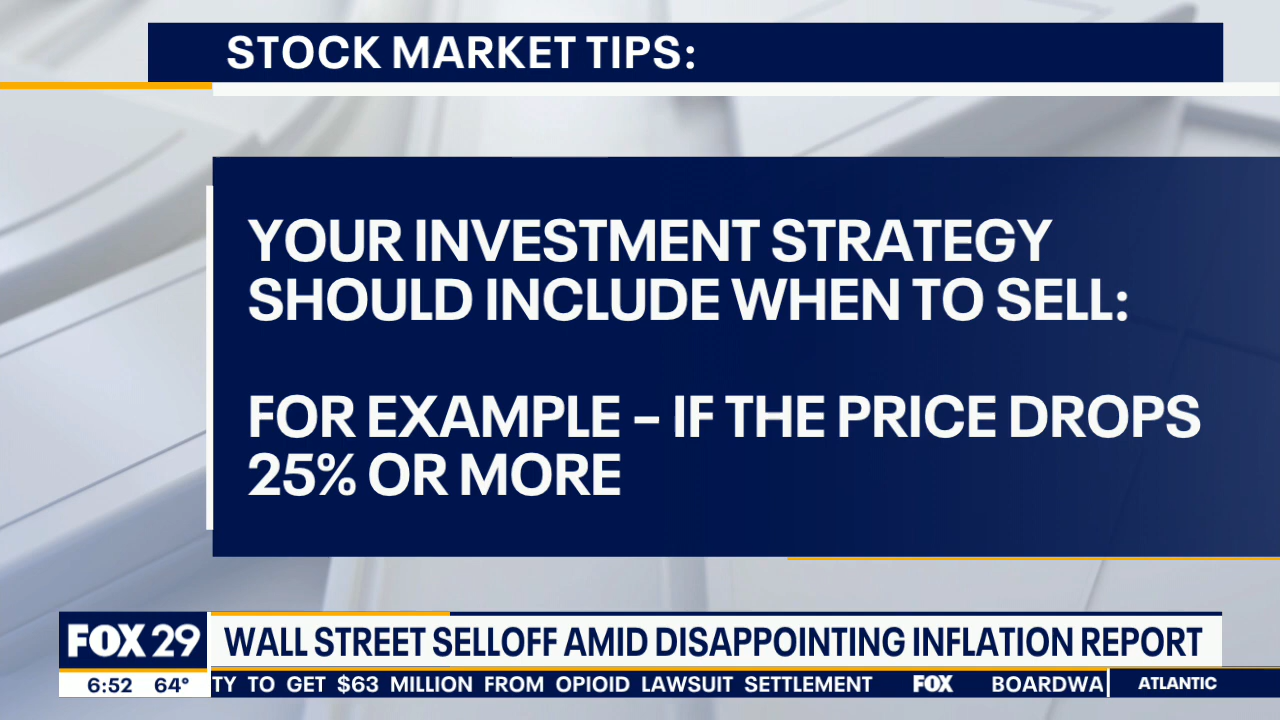 STOCK MARKET TIPS:
YOUR INVESTMENT STRATEGY
SHOULD INCLUDE WHEN TO SELL:
FOR EXAMPLE – IF THE PRICE DROPS
25% OR MORE
FOX 29
WALL STREET SELLOFF AMID DISAPPOINTING INFLATION REPORT
6:52 64°
TY TO GET $63 MILLION FROM OPIOID LAWSUIT SETTLEMENT FOX BOARDWA
ATLANTIC